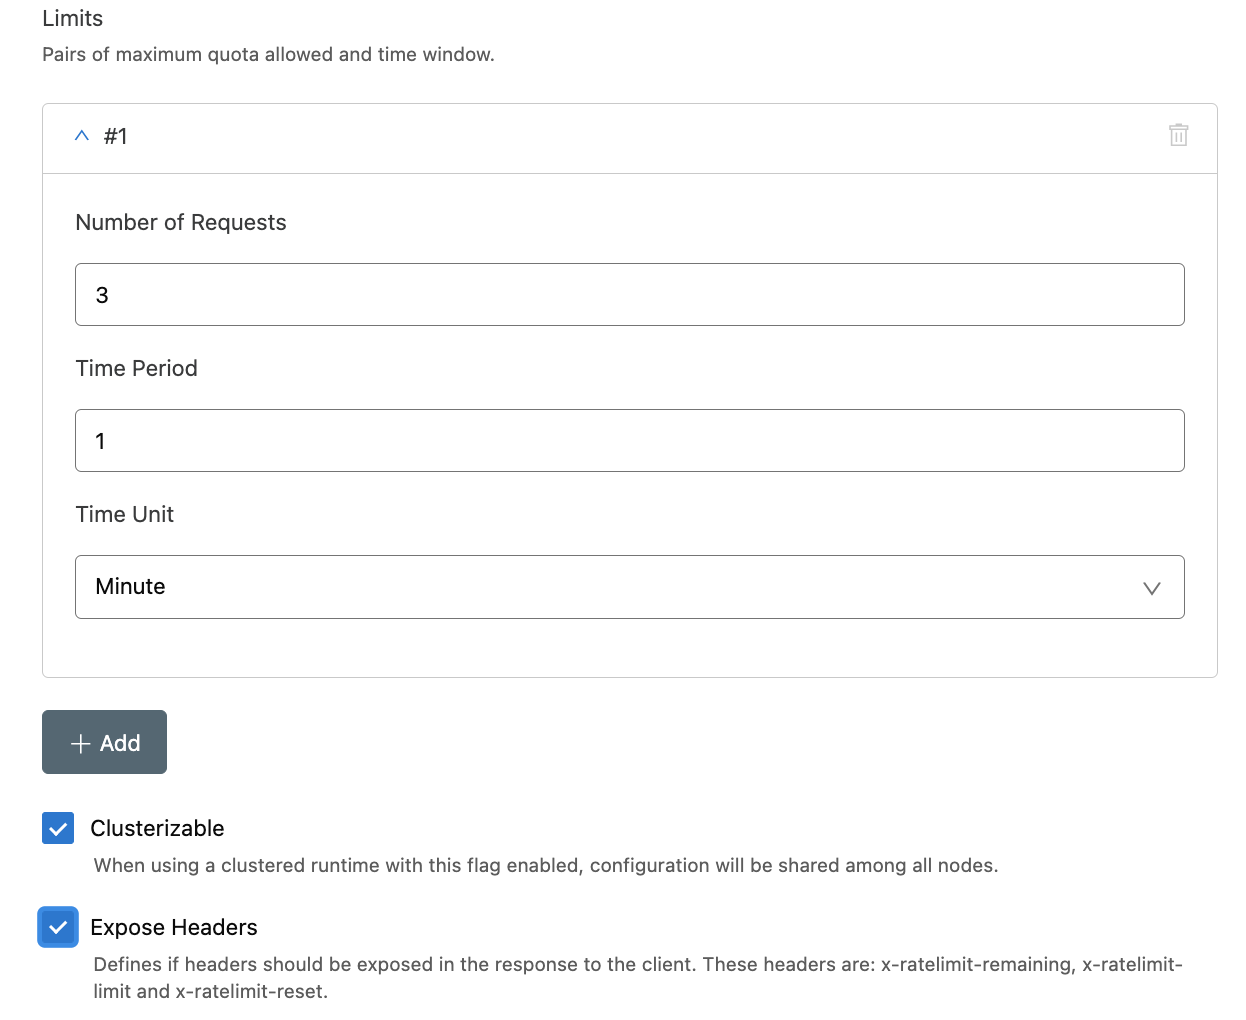 Limits
Pairs of maximum quota allowed and time window.
#1
Number of Requests
3
Time Period
1
Time Unit
Minute
Add
Clusterizable
When using a clustered runtime with this flag enabled, configuration will be shared among all nodes.
Expose Headers
Defines if headers should be exposed in the response to the client. These headers are: x-ratelimit-remaining, x-ratelimit-
limit and x-ratelimit-reset.